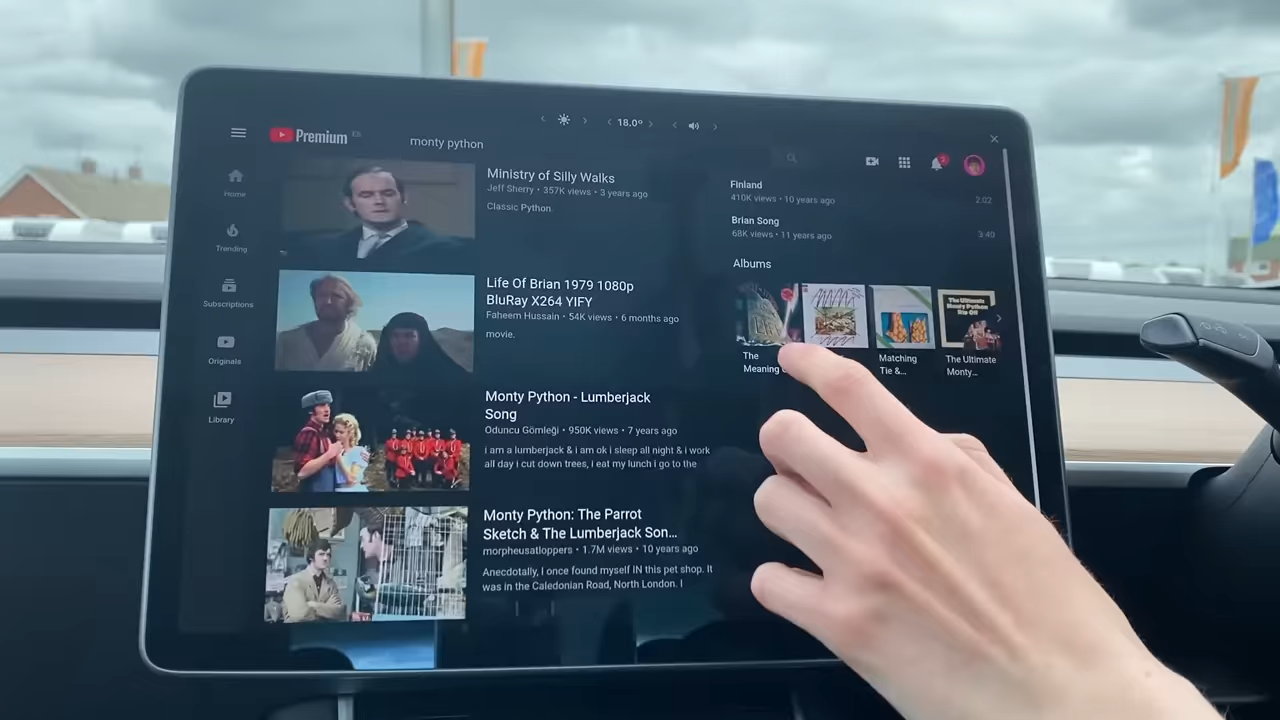 18.0°
Premium
monty python
Home
Trending
Subscriptions
Originals
Library
Ministry of Silly Walks
Jeff Sherry • 357K views • 3 years ago
Classic Python.
Life Of Brian 1979 1080p
BluRay X264 YIFY
Faheem Hussain • 54K views • 6 months ago
movie.
Monty Python - Lumberjack
Song
Oduncu Gömleği • 950K views • 7 years ago
i am a lumberjack & i am ok i sleep all night & i work
all day i cut down trees, i eat my lunch i go to the
Monty Python: The Parrot
Sketch & The Lumberjack Son...
morpheusatloppers • 1.7M views • 10 years ago
Anecdotally, I once found myself IN this pet shop. It
was in the Caledonian Road, North London. I
Finland
410K views • 10 years ago
2:02
Brian Song
68K views • 11 years ago
3:40
Albums
The Ultimate
Monty Python
Rip Off
The
Meaning
Matching
Tie &...
The Ultimate
Monty...